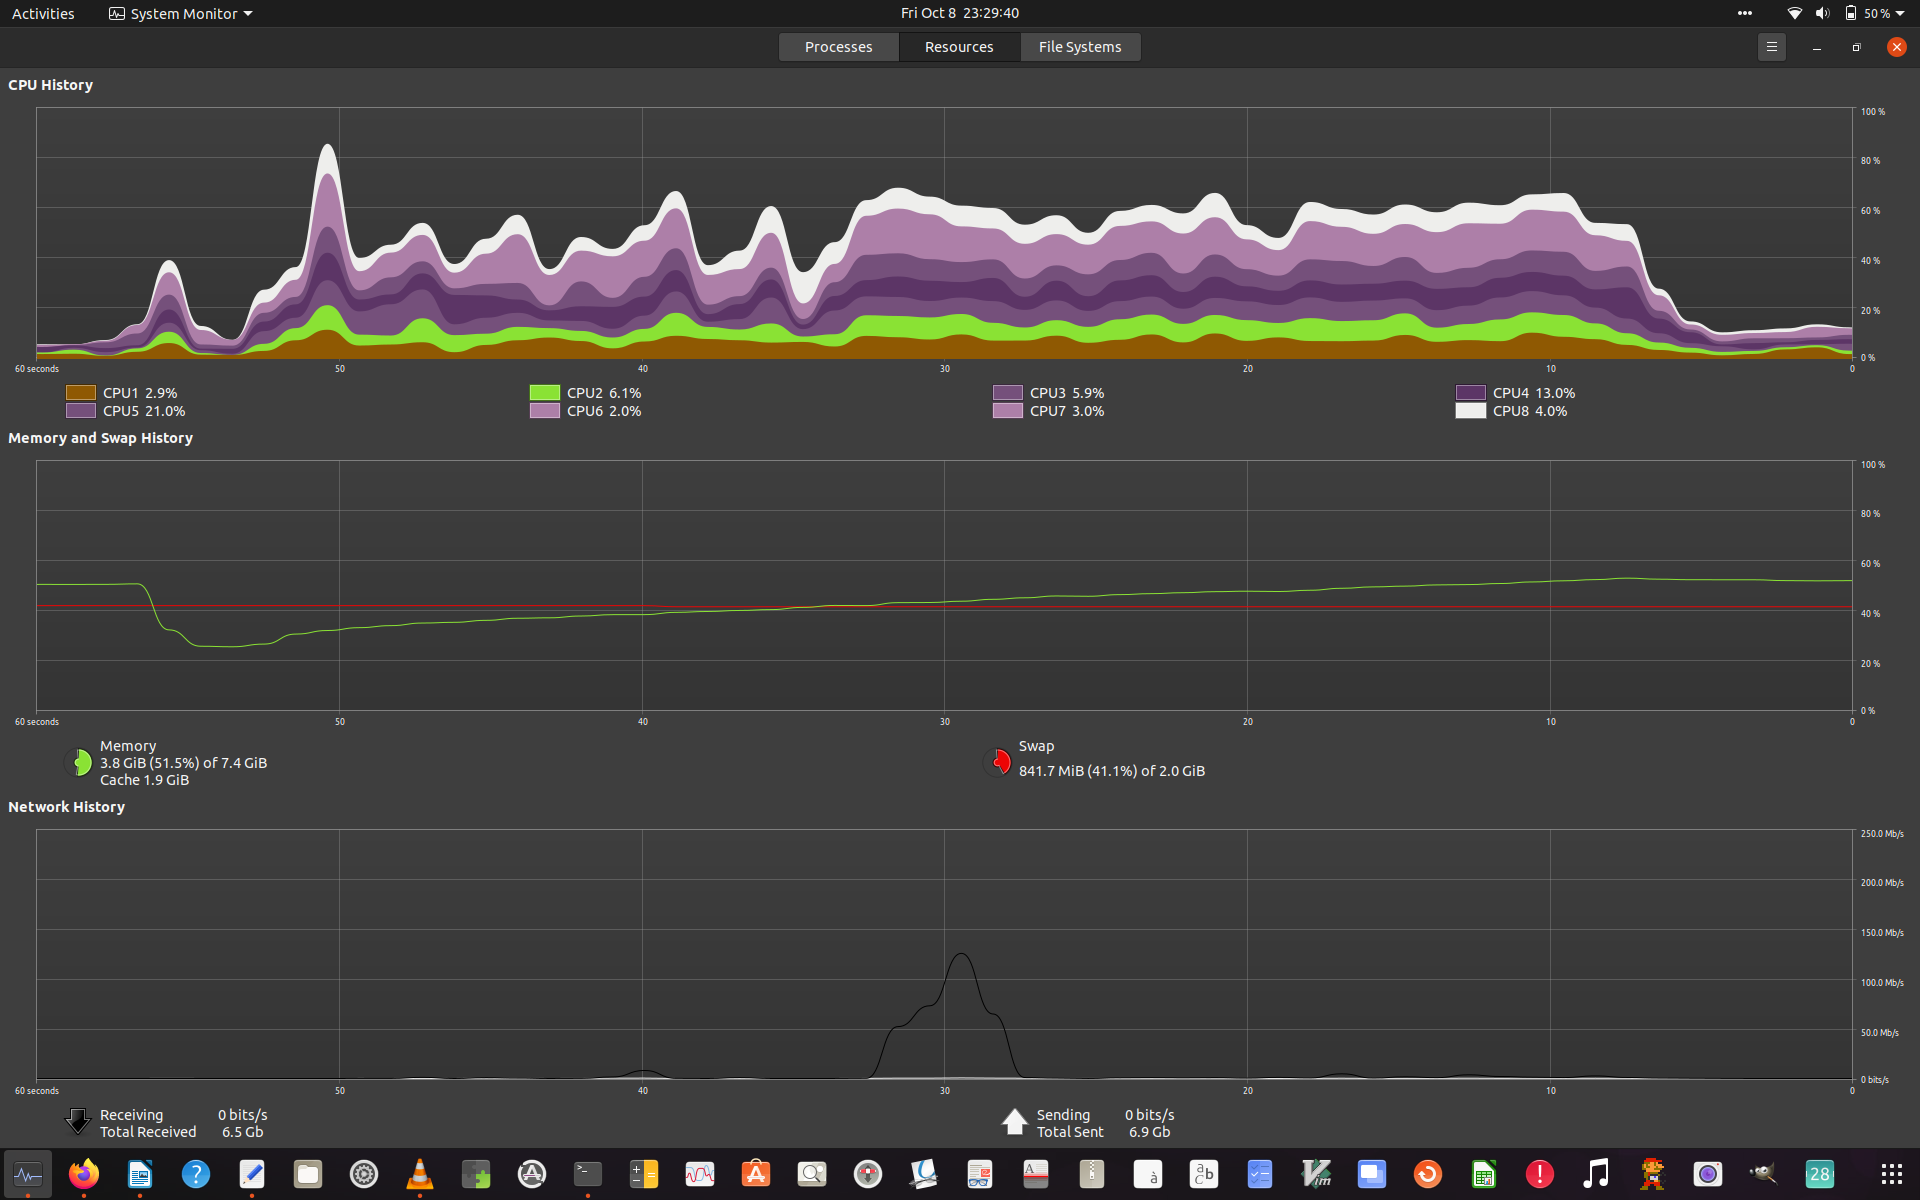 Activities System Monitor Fri Oct 8 23:29:40 50 %
Processes Resources File Systems
CPU History
100 %
80 %
60 %
40 %
20 %
0 %
60 seconds 50 40 30 20 10 0
CPU1 2.9% CPU2 6.1% CPU3 5.9% CPU4 13.0%
CPU5 21.0% CPU6 2.0% CPU7 3.0% CPU8 4.0%
Memory and Swap History
100 %
80 %
60 %
40 %
20 %
0 %
60 seconds 50 40 30 20 10 0
Memory
3.8 GiB (51.5%) of 7.4 GiB
Cache 1.9 GiB
Swap
841.7 MiB (41.1%) of 2.0 GiB
Network History
250.0 Mb/s
200.0 Mb/s
150.0 Mb/s
100.0 Mb/s
50.0 Mb/s
0 bits/s
60 seconds 50 40 30 20 10 0
Receiving 0 bits/s
Total Received 6.5 Gb
Sending 0 bits/s
Total Sent 6.9 Gb
? >_ A à abc Vim ! 28